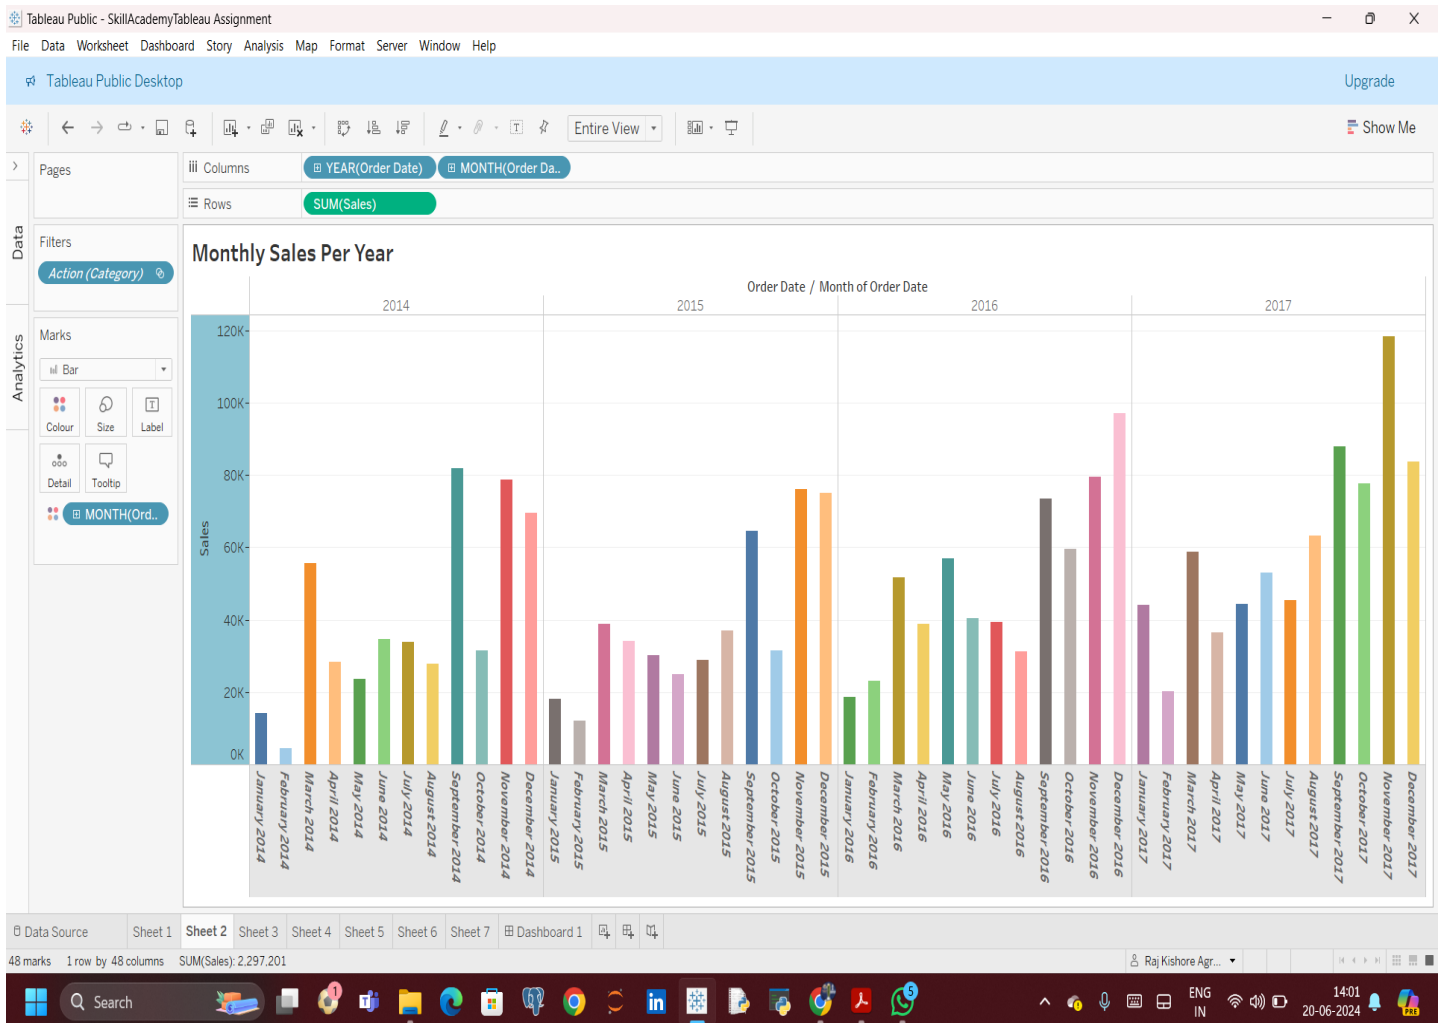 Tableau Public - SkillAcademyTableau Assignment
File Data Worksheet Dashboard Story Analysis Map Format Server Window Help
Tableau Public Desktop Upgrade
Entire View Show Me
Pages
Columns YEAR(Order Date) MONTH(Order Da..
Rows SUM(Sales)
Data
Analytics
Filters
Action (Category)
Marks
Bar
Colour Size Label
Detail Tooltip
MONTH(Ord..
Monthly Sales Per Year
Order Date / Month of Order Date
2014 2015 2016 2017
Sales
120K
100K
80K
60K
40K
20K
0K
January 2014
February 2014
March 2014
April 2014
May 2014
June 2014
July 2014
August 2014
September 2014
October 2014
November 2014
December 2014
January 2015
February 2015
March 2015
April 2015
May 2015
June 2015
July 2015
August 2015
September 2015
October 2015
November 2015
December 2015
January 2016
February 2016
March 2016
April 2016
May 2016
June 2016
July 2016
August 2016
September 2016
October 2016
November 2016
December 2016
January 2017
February 2017
March 2017
April 2017
May 2017
June 2017
July 2017
August 2017
September 2017
October 2017
November 2017
December 2017
Data Source Sheet 1 Sheet 2 Sheet 3 Sheet 4 Sheet 5 Sheet 6 Sheet 7 Dashboard 1
48 marks 1 row by 48 columns SUM(Sales): 2,297,201 Raj Kishore Agr...
Search 1 in 5 ENG 14:01 PRE
IN 20-06-2024